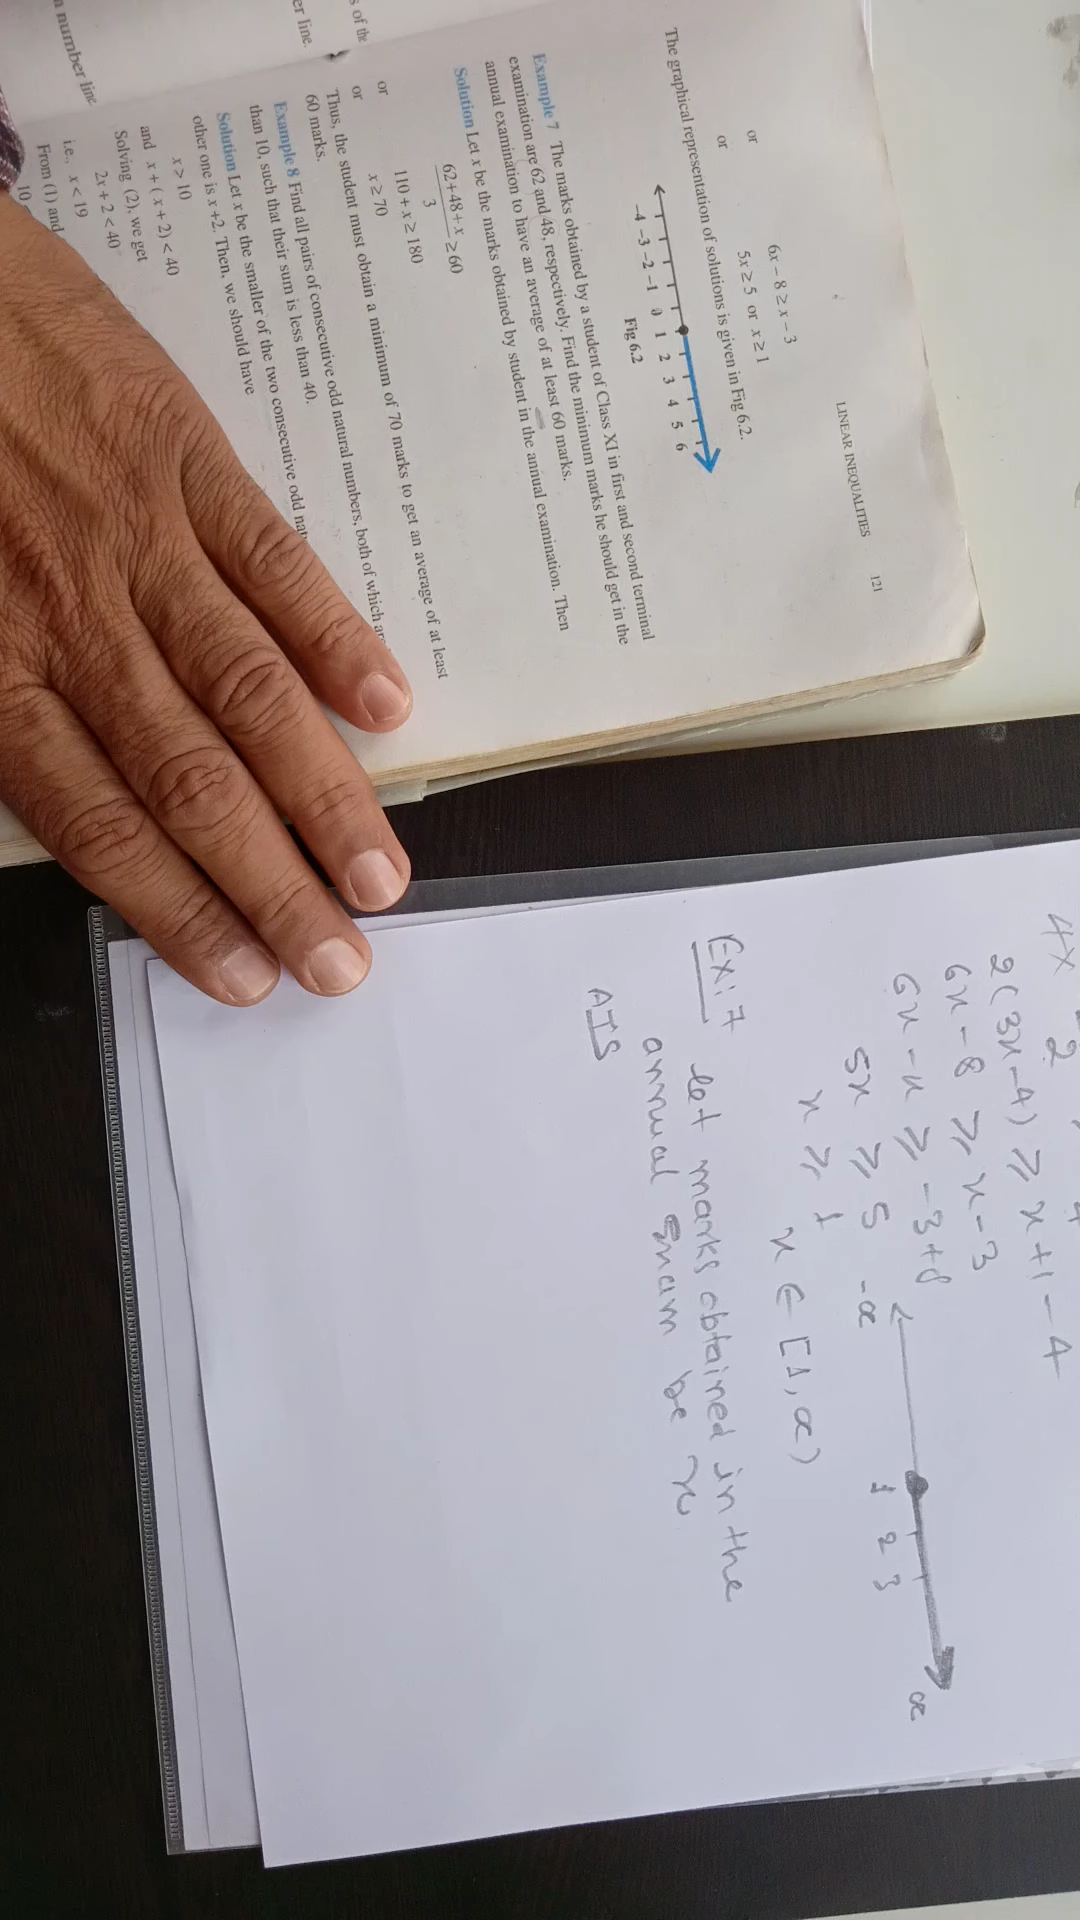 LINEAR INEQUALITIES 121
or 6x – 8 ≥ x – 3
or 5x ≥ 5 or x ≥ 1
The graphical representation of solutions is given in Fig 6.2.
–4 –3 –2 –1 0 1 2 3 4 5 6
Fig 6.2
Example 7 The marks obtained by a student of Class XI in first and second terminal
examination are 62 and 48, respectively. Find the minimum marks he should get in the
annual examination to have an average of at least 60 marks.
Solution Let x be the marks obtained by student in the annual examination. Then
62+48+x
3 ≥ 60
or 110 + x ≥ 180
or x ≥ 70
Thus, the student must obtain a minimum of 70 marks to get an average of at least
60 marks.
Example 8 Find all pairs of consecutive odd natural numbers, both of which
than 10, such that their sum is less than 40.
Solution Let x be the smaller of the two consecutive odd
other one is x +2. Then, we should have
x > 10
and x + ( x + 2) < 40
Solving (2), we get
2x + 2 < 40
i.e., x < 19
From (1) and
10
s of the
er line.
number line.
4x
2
2(3x-4) ≥ x+1-4
6x-8 ≥ x-3
6x-x ≥ -3+8
5x ≥ 5
x ≥ 1
-∞ 1 2 3 ∞
x ∈ [1, ∞)
Ex:7 let marks obtained in the
annual Exam be x
ATS